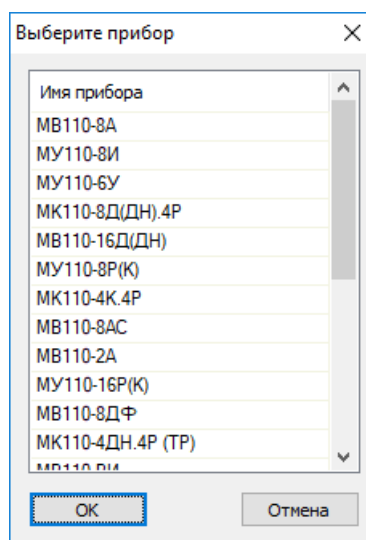 Выберите прибор
Имя прибора
МВ110-8А
МУ110-8И
МУ110-6У
МК110-8Д(ДН).4Р
МВ110-16Д(ДН)
МУ110-8Р(К)
МК110-4К.4Р
МВ110-8АС
МВ110-2А
МУ110-16Р(К)
МВ110-8ДФ
МК110-4ДН.4Р (ТР)
ОК
Отмена